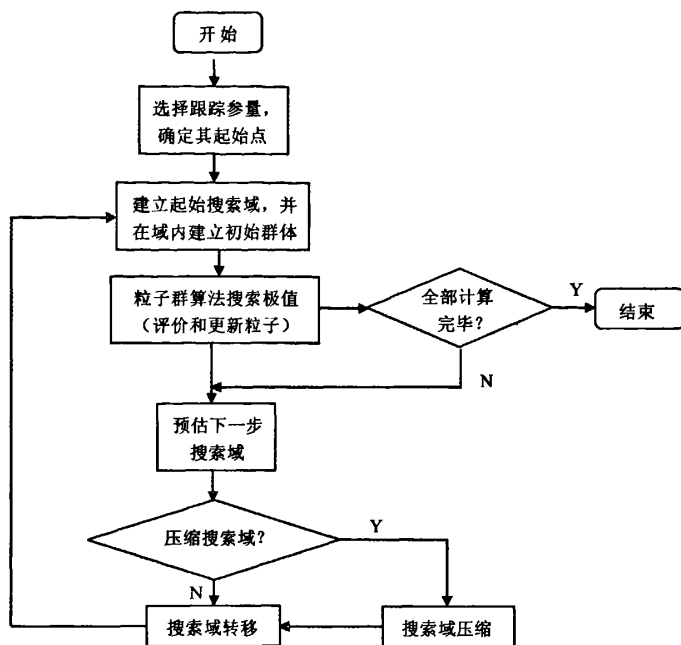 开始
选择跟踪参量,
确定其起始点
建立起始搜索域,并
在域内建立初始群体
粒子群算法搜索极值
(评价和更新粒子)
全部计算
完毕?
Y
结束
N
预估下一步
搜索域
压缩搜索域?
Y
N
搜索域转移
搜索域压缩